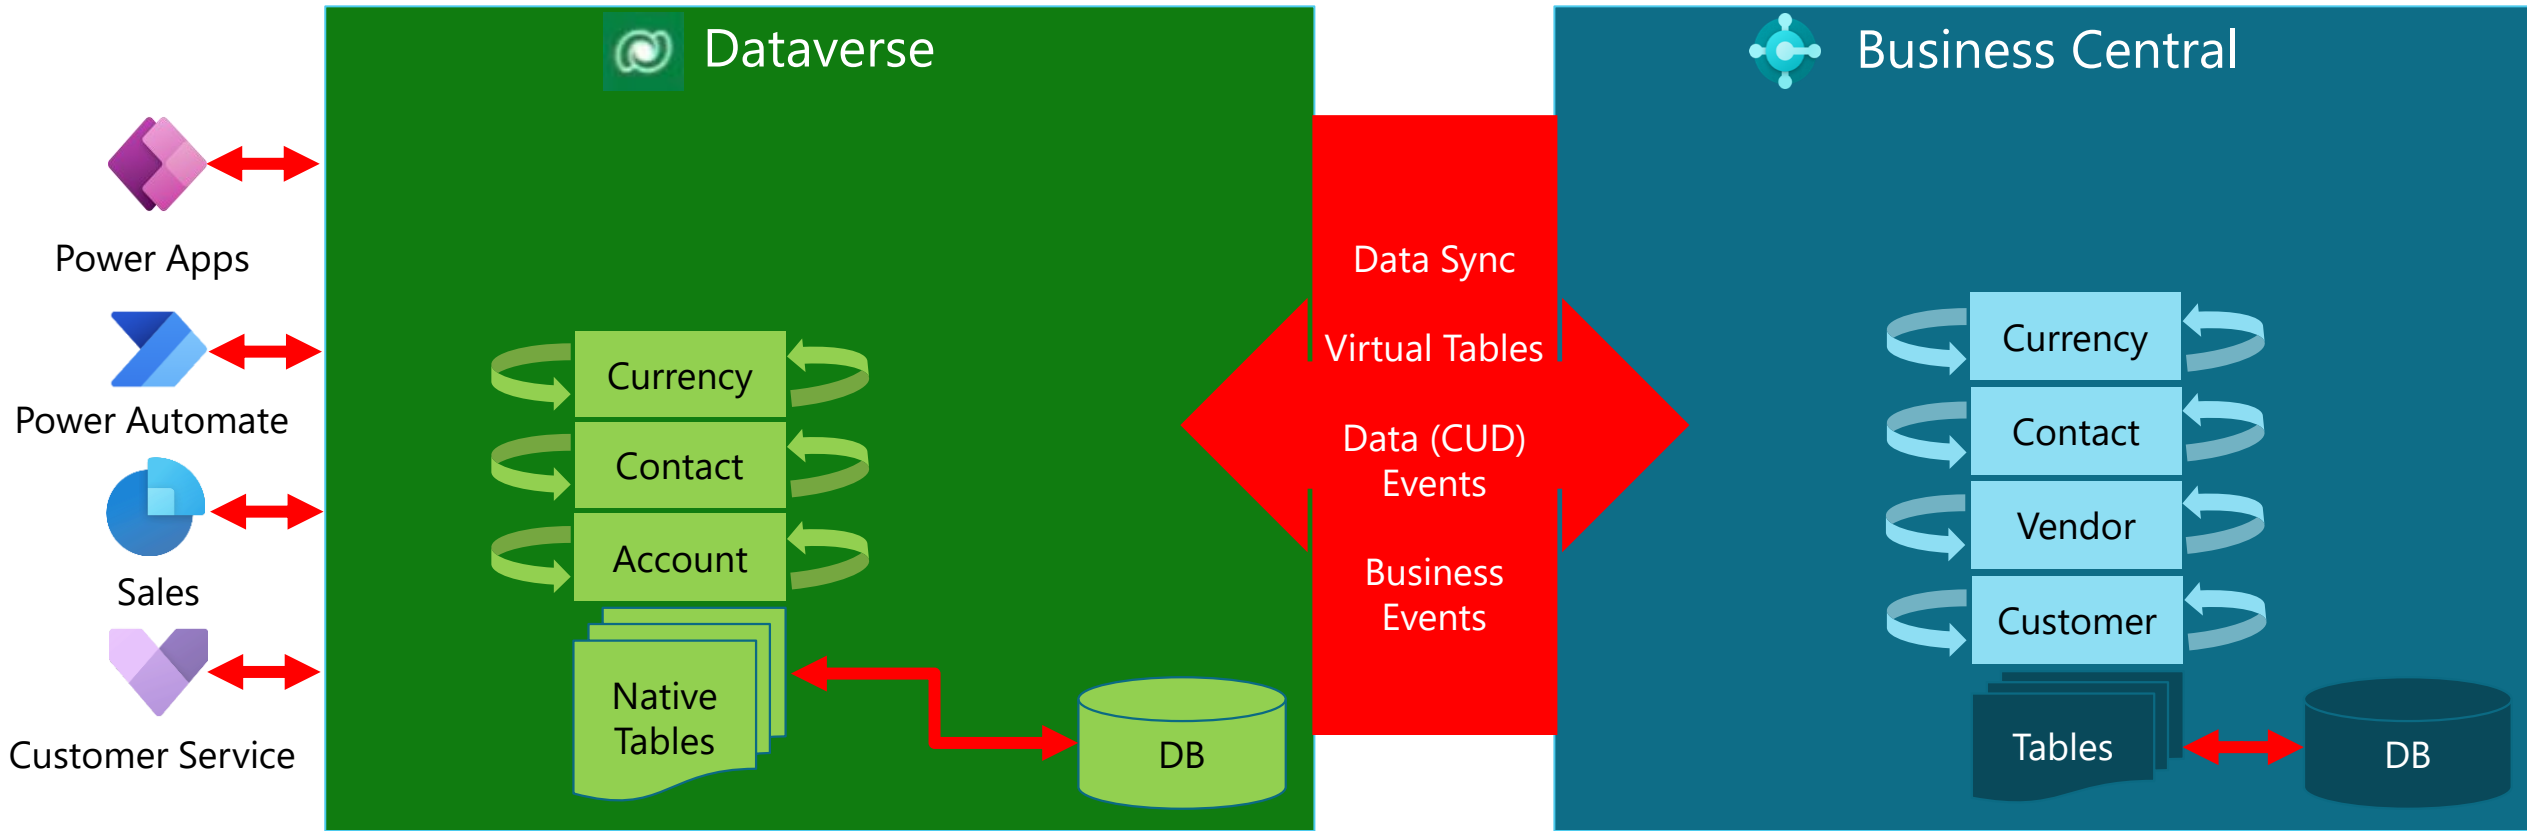 Dataverse
Business Central
Power Apps
Power Automate
Sales
Customer Service
Currency
Contact
Account
Native
Tables
DB
Data Sync
Virtual Tables
Data (CUD)
Events
Business
Events
Currency
Contact
Vendor
Customer
Tables
DB